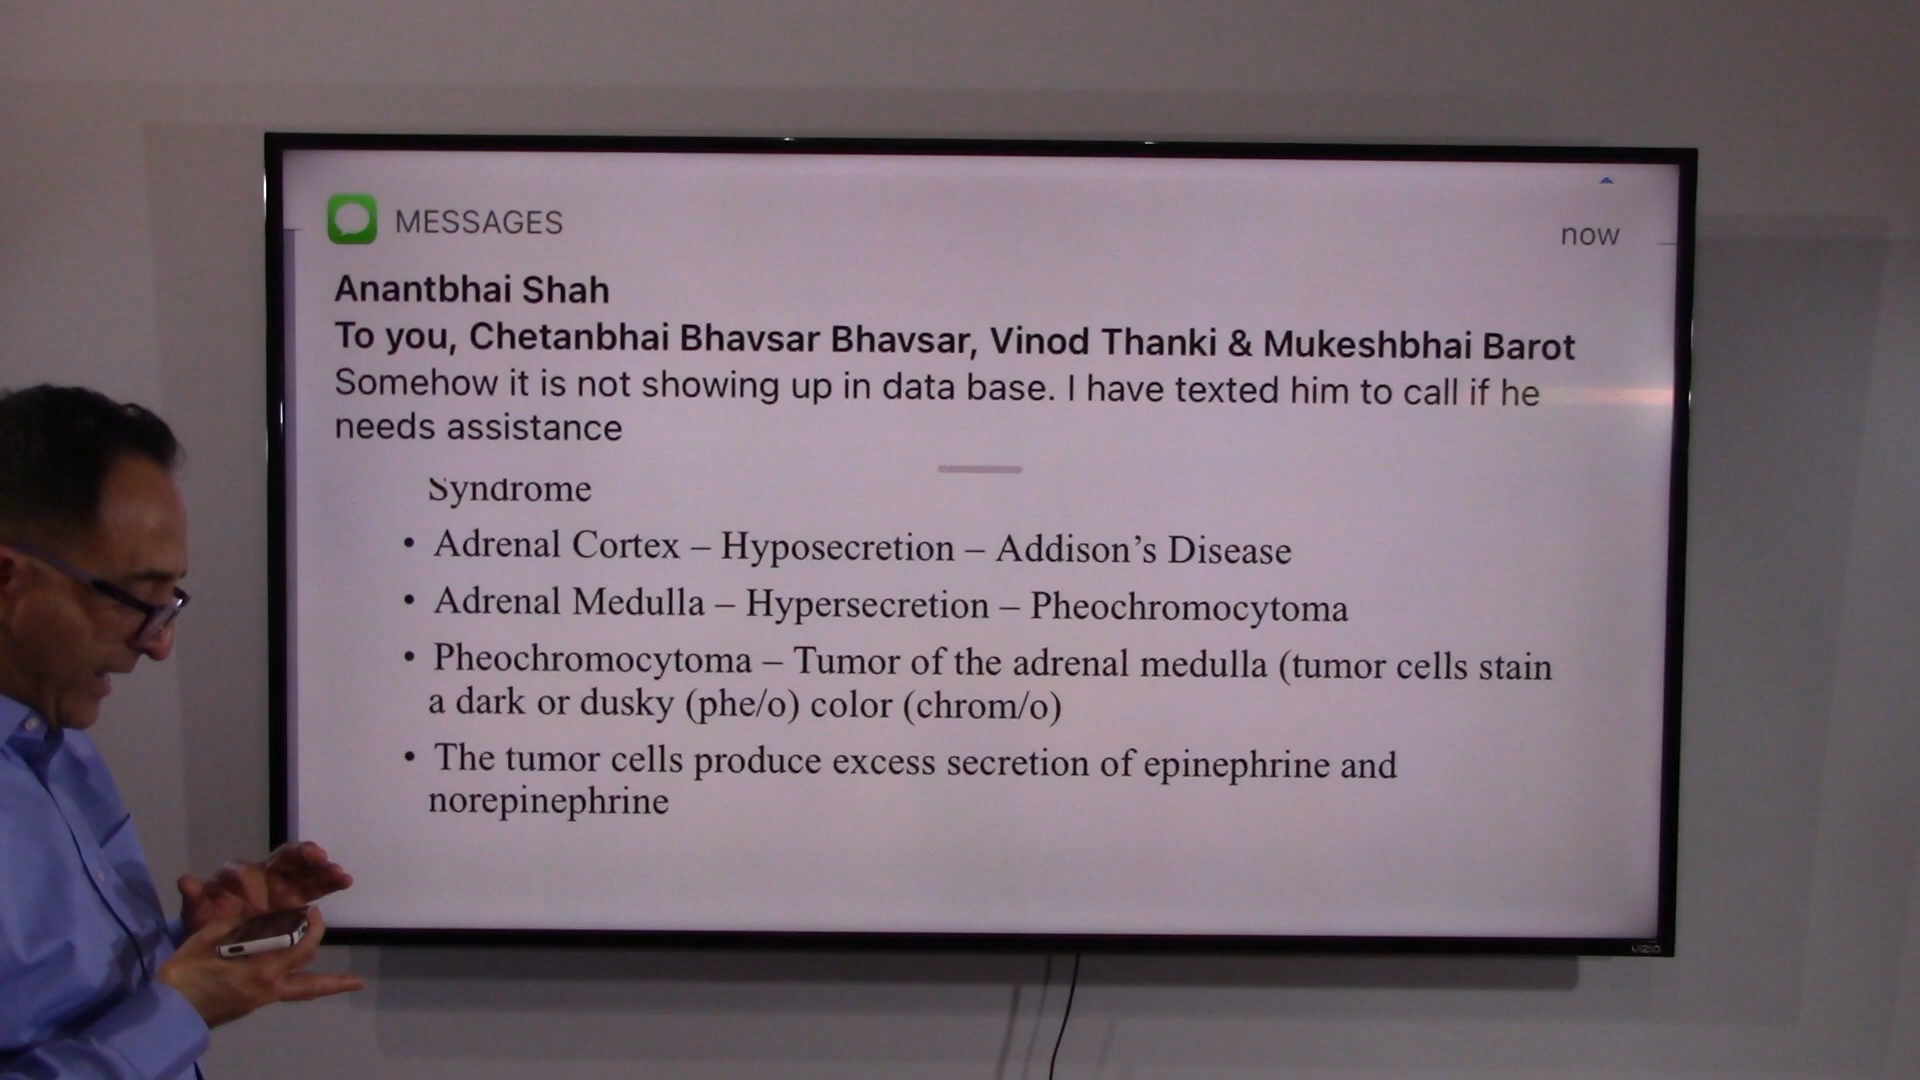 MESSAGES
now
Anantbhai Shah
To you, Chetanbhai Bhavsar Bhavsar, Vinod Thanki & Mukeshbhai Barot
Somehow it is not showing up in data base. I have texted him to call if he
needs assistance
Syndrome
• Adrenal Cortex – Hyposecretion – Addison’s Disease
• Adrenal Medulla – Hypersecretion – Pheochromocytoma
• Pheochromocytoma – Tumor of the adrenal medulla (tumor cells stain
a dark or dusky (phe/o) color (chrom/o)
• The tumor cells produce excess secretion of epinephrine and
norepinephrine
VIZIO